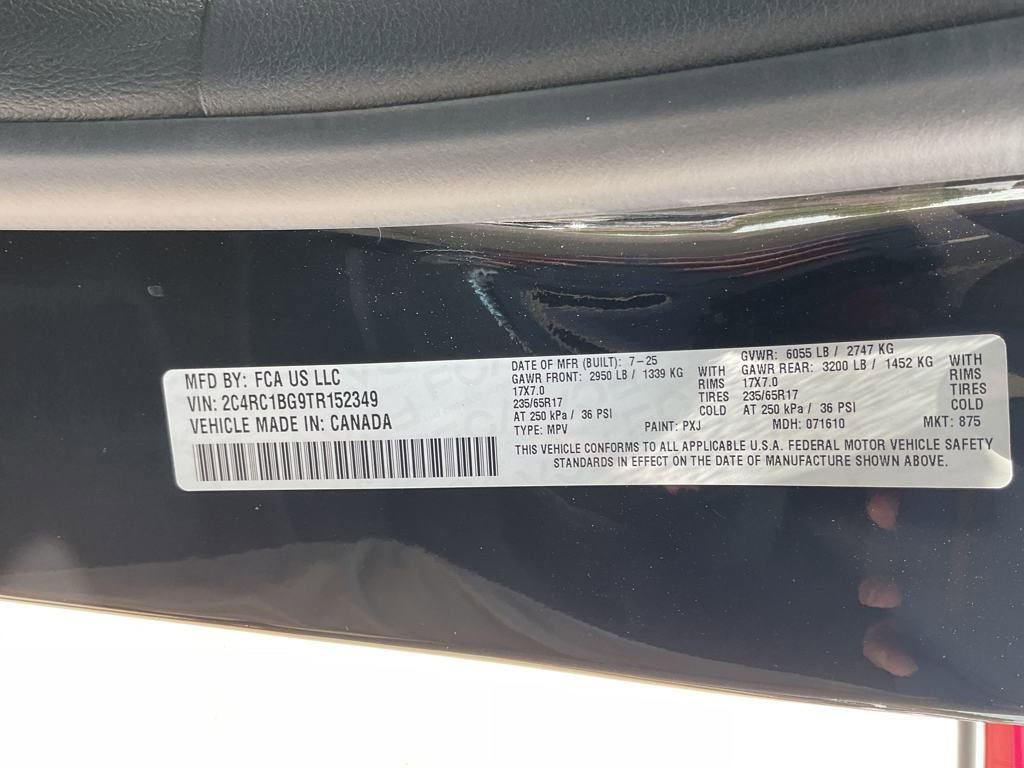 MFD BY: FCA US LLC
VIN: 2C4RC1BG9TR152349
VEHICLE MADE IN: CANADA
DATE OF MFR (BUILT): 7-25
GAWR FRONT: 2950 LB / 1339 KG WITH
17X7.0 RIMS
235/65R17 TIRES
AT 250 kPa / 36 PSI COLD
TYPE: MPV PAINT: PXJ
GVWR: 6055 LB / 2747 KG
GAWR REAR: 3200 LB / 1452 KG WITH
17X7.0 RIMS
235/65R17 TIRES
AT 250 kPa / 36 PSI COLD
MDH: 071610 MKT: 875
THIS VEHICLE CONFORMS TO ALL APPLICABLE U.S.A. FEDERAL MOTOR VEHICLE SAFETY
STANDARDS IN EFFECT ON THE DATE OF MANUFACTURE SHOWN ABOVE.